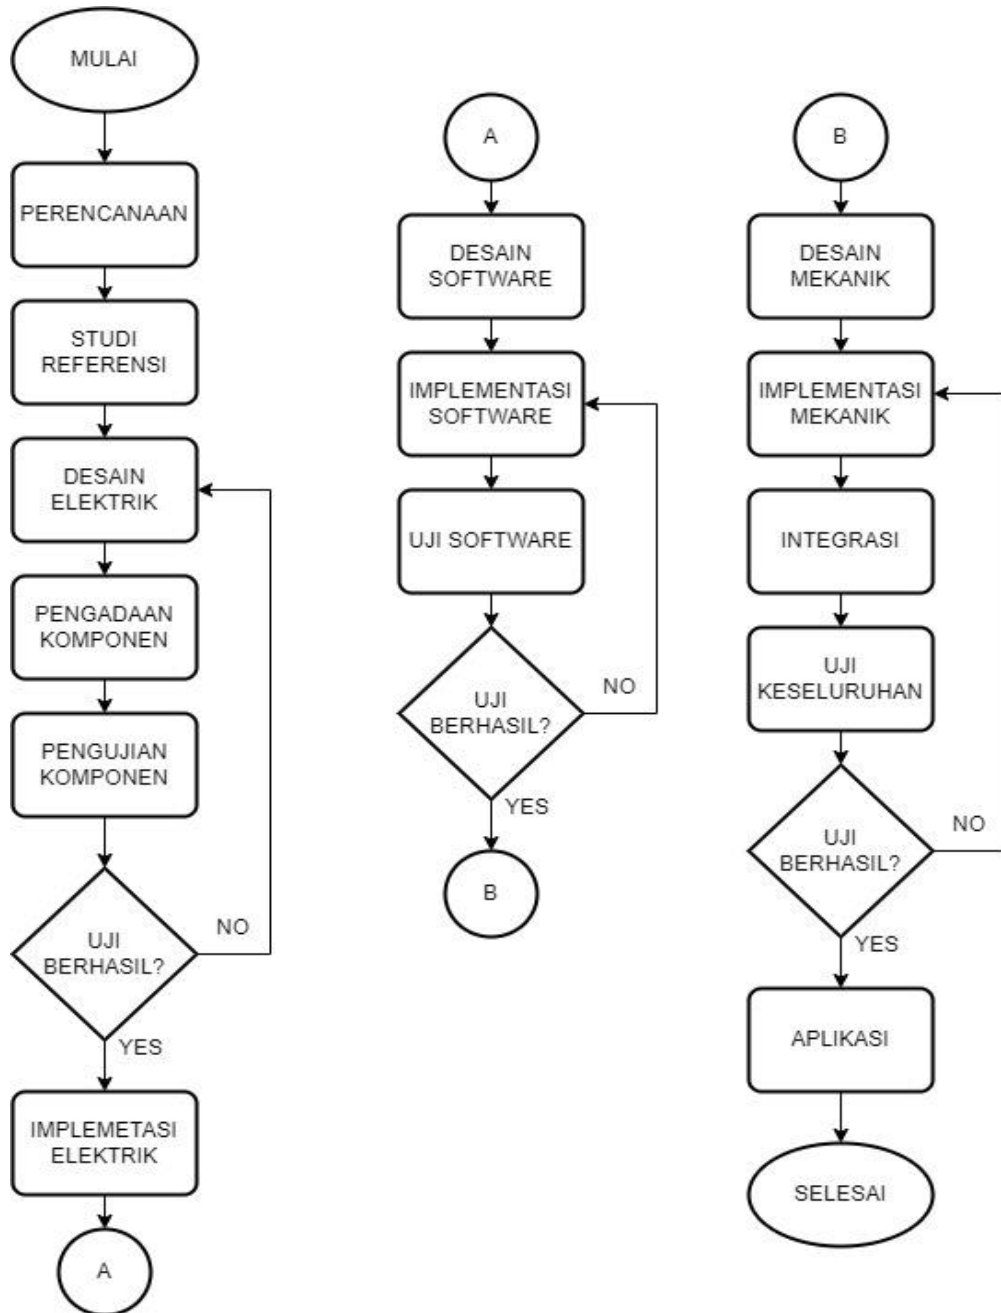 MULAI
PERENCANAAN
STUDI
REFERENSI
DESAIN
ELEKTRIK
PENGADAAN
KOMPONEN
PENGUJIAN
KOMPONEN
UJI
BERHASIL?
NO
YES
IMPLEMETASI
ELEKTRIK
A
A
DESAIN
SOFTWARE
IMPLEMENTASI
SOFTWARE
UJI SOFTWARE
UJI
BERHASIL?
NO
YES
B
B
DESAIN
MEKANIK
IMPLEMENTASI
MEKANIK
INTEGRASI
UJI
KESELURUHAN
UJI
BERHASIL?
NO
YES
APLIKASI
SELESAI